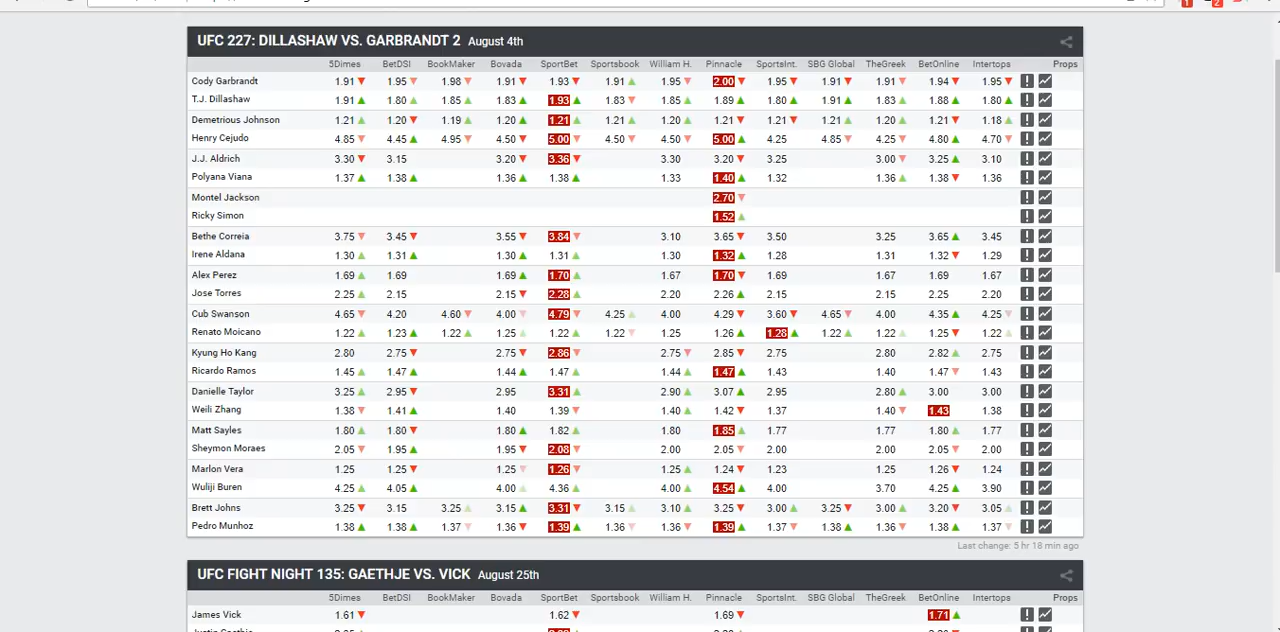 UFC 227: DILLASHAW VS. GARBRANDT 2 August 4th
5Dimes BetDSI BookMaker Bovada SportBet Sportsbook William H. Pinnacle SportsInt. SBG Global TheGreek BetOnline Intertops Props
Cody Garbrandt 1.91▼ 1.95▼ 1.98▼ 1.91▼ 1.93▼ 1.91▲ 1.95▼ 2.00▼ 1.95▼ 1.91▼ 1.91▼ 1.94▼ 1.95▼
T.J. Dillashaw 1.91▲ 1.80▲ 1.85▲ 1.83▲ 1.93▲ 1.83▼ 1.85▲ 1.89▲ 1.80▲ 1.91▲ 1.83▲ 1.88▲ 1.80▲
Demetrious Johnson 1.21▲ 1.20▼ 1.19▲ 1.20▲ 1.21▲ 1.21▲ 1.20▲ 1.21▼ 1.21▼ 1.21▲ 1.20▲ 1.21▼ 1.18▲
Henry Cejudo 4.85▼ 4.45▲ 4.95▼ 4.50▼ 5.00▼ 4.50▼ 4.50▼ 5.00▲ 4.25 4.85▼ 4.25▼ 4.80▲ 4.70▼
J.J. Aldrich 3.30▼ 3.15 3.20▼ 3.36▼ 3.30 3.20▼ 3.25 3.00▼ 3.25▲ 3.10
Polyana Viana 1.37▲ 1.38▲ 1.36▲ 1.38▲ 1.33 1.40▲ 1.32 1.36▲ 1.38▼ 1.36
Montel Jackson 2.70▼
Ricky Simon 1.52▲
Bethe Correia 3.75▼ 3.45▼ 3.55▼ 3.84▼ 3.10 3.65▼ 3.50 3.25 3.65▲ 3.45
Irene Aldana 1.30▲ 1.31▲ 1.30▲ 1.31▲ 1.30 1.32▲ 1.28 1.31 1.32▼ 1.29
Alex Perez 1.69▲ 1.69 1.69▲ 1.70▲ 1.67 1.70▼ 1.69 1.67 1.69 1.67
Jose Torres 2.25▲ 2.15 2.15▼ 2.28▲ 2.20 2.26▲ 2.15 2.15 2.25 2.20
Cub Swanson 4.65▼ 4.20 4.60▼ 4.00▼ 4.79▼ 4.25▲ 4.00 4.29▼ 3.60▼ 4.65▼ 4.00 4.35▲ 4.25▼
Renato Moicano 1.22▲ 1.23▲ 1.22▲ 1.25▲ 1.22▲ 1.22▼ 1.25 1.26▲ 1.28▲ 1.22▲ 1.22▲ 1.25▼ 1.22▲
Kyung Ho Kang 2.80 2.75▼ 2.75▼ 2.86▼ 2.75▼ 2.85▼ 2.75 2.80 2.82▲ 2.75
Ricardo Ramos 1.45▲ 1.47▲ 1.44▲ 1.47▲ 1.44▲ 1.47▲ 1.43 1.40 1.47▼ 1.43
Danielle Taylor 3.25▲ 2.95▼ 2.95 3.31▲ 2.90▲ 3.07▲ 2.95 2.80▲ 3.00 3.00
Weili Zhang 1.38▼ 1.41▲ 1.40 1.39▼ 1.40▲ 1.42▼ 1.37 1.40▼ 1.43 1.38
Matt Sayles 1.80▲ 1.80▼ 1.80▲ 1.82▲ 1.80 1.85▲ 1.77 1.77 1.80▲ 1.77
Sheymon Moraes 2.05▼ 1.95▲ 1.95▼ 2.08▼ 2.00 2.05▼ 2.00 2.00 2.05▼ 2.00
Marlon Vera 1.25 1.25▼ 1.25▼ 1.26▼ 1.25▲ 1.24▼ 1.23 1.25 1.26▼ 1.24
Wuliji Buren 4.25▲ 4.05▲ 4.00▲ 4.36▲ 4.00▲ 4.54▲ 4.00 3.70 4.25▲ 3.90
Brett Johns 3.25▼ 3.15 3.25▲ 3.15▲ 3.31▼ 3.15▲ 3.10▲ 3.25▼ 3.00▲ 3.25▼ 3.00▲ 3.20▼ 3.05▲
Pedro Munhoz 1.38▲ 1.38▲ 1.37▼ 1.36▼ 1.39▲ 1.36▼ 1.36▼ 1.39▲ 1.37▼ 1.38▲ 1.36▼ 1.38▲ 1.37▼
Last change: 5 hr 18 min ago
UFC FIGHT NIGHT 135: GAETHJE VS. VICK August 25th
5Dimes BetDSI BookMaker Bovada SportBet Sportsbook William H. Pinnacle SportsInt. SBG Global TheGreek BetOnline Intertops Props
James Vick 1.61▼ 1.62▼ 1.69▼ 1.71▲